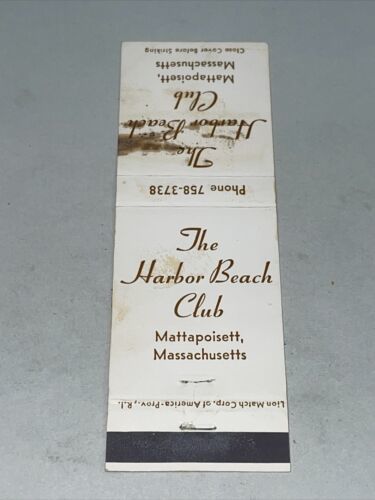 Close Cover Before Striking
Mattapoisett,
Massachusetts
The
Harbor Beach
Club
Phone 758-3738
The
Harbor Beach
Club
Mattapoisett,
Massachusetts
Lion Match Corp. of America-Prov., R.I.